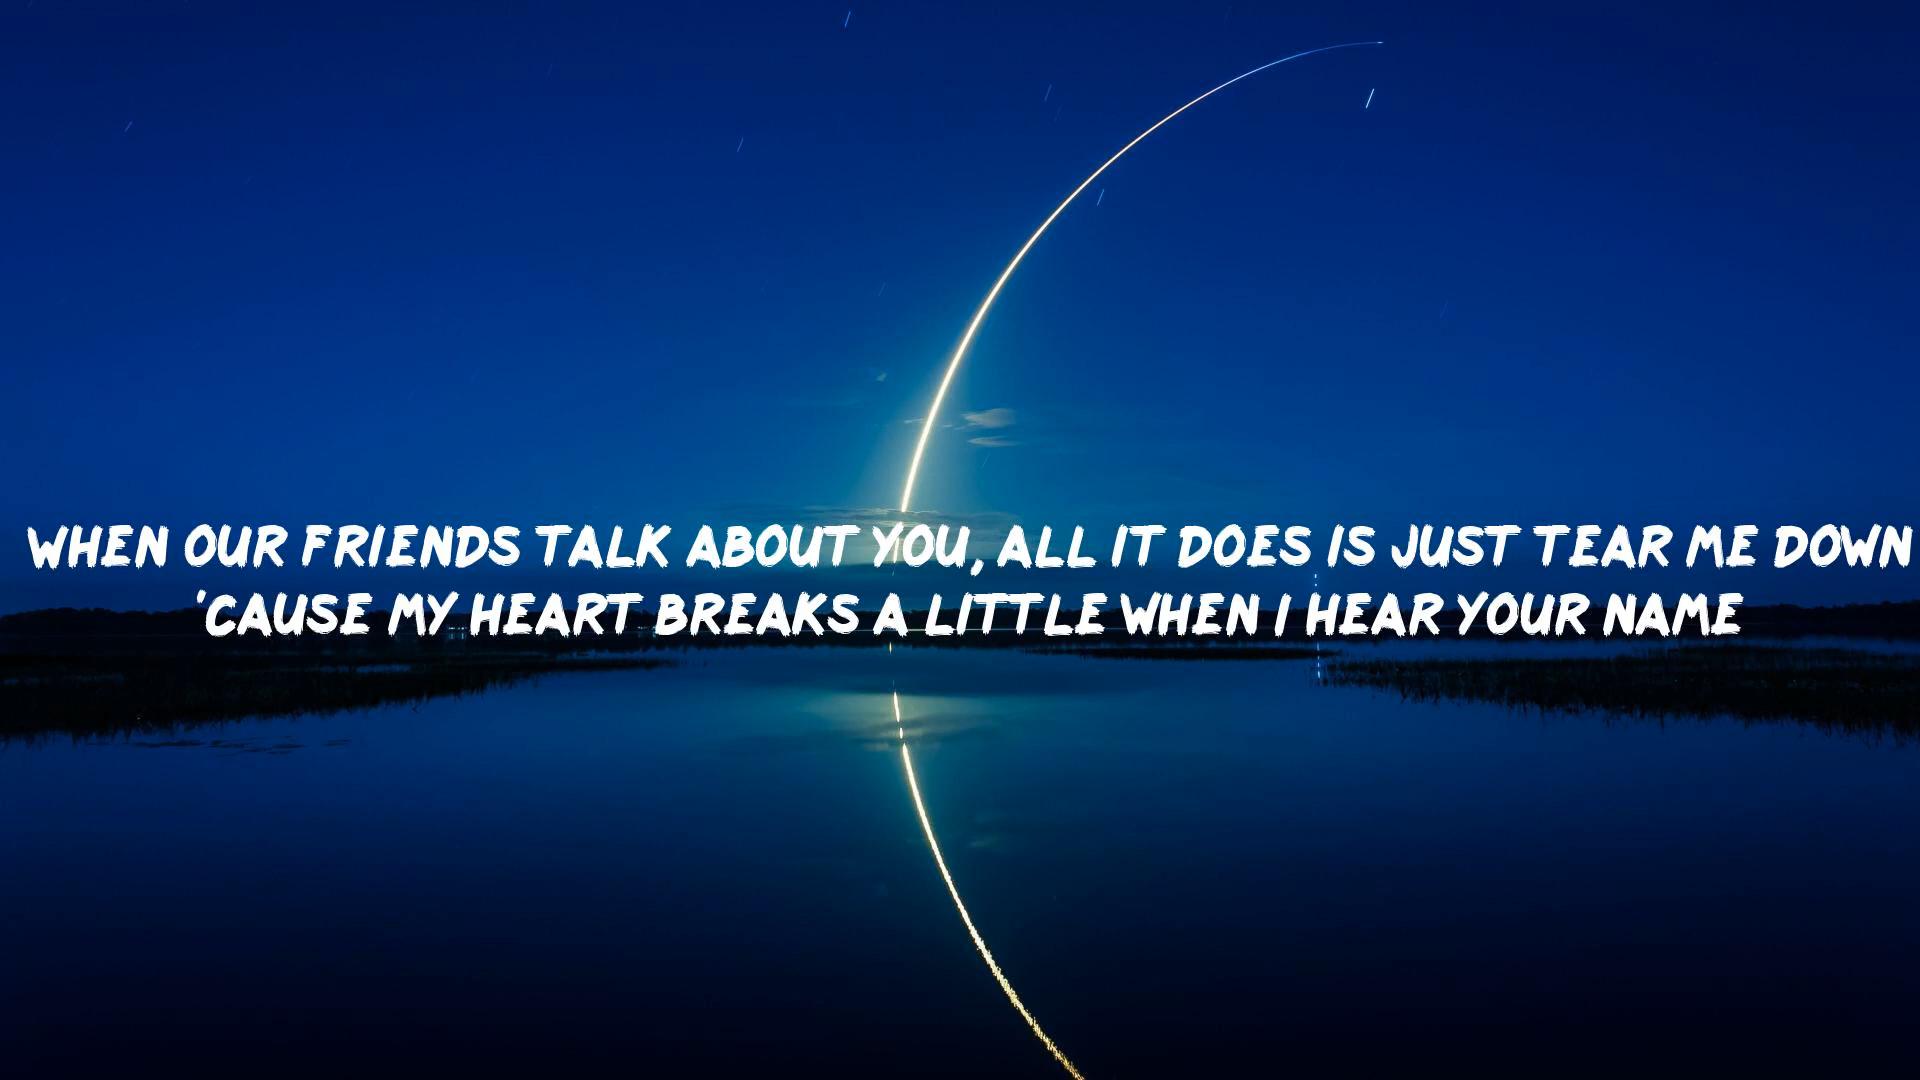 WHEN OUR FRIENDS TALK ABOUT YOU, ALL IT DOES IS JUST TEAR ME DOWN
'CAUSE MY HEART BREAKS A LITTLE WHEN I HEAR YOUR NAME